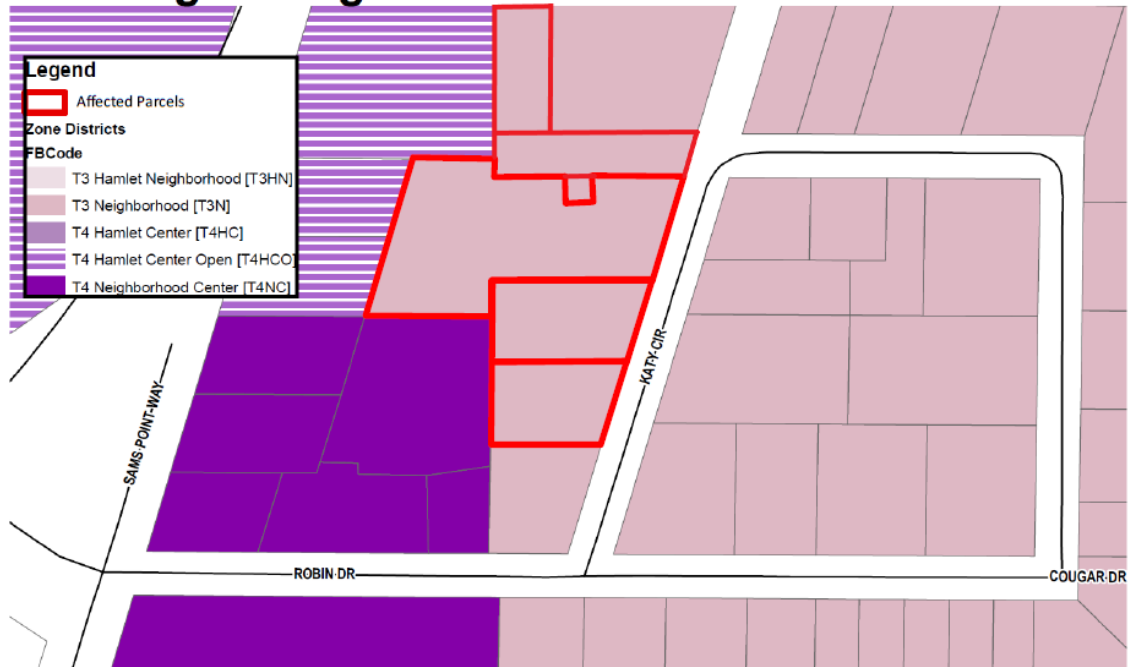 Legend
Affected Parcels
Zone Districts
FBCode
T3 Hamlet Neighborhood [T3HN]
T3 Neighborhood [T3N]
T4 Hamlet Center [T4HC]
T4 Hamlet Center Open [T4HCO]
T4 Neighborhood Center [T4NC]
KATY CIR
SAMS POINT WAY
ROBIN DR
COUGAR DR